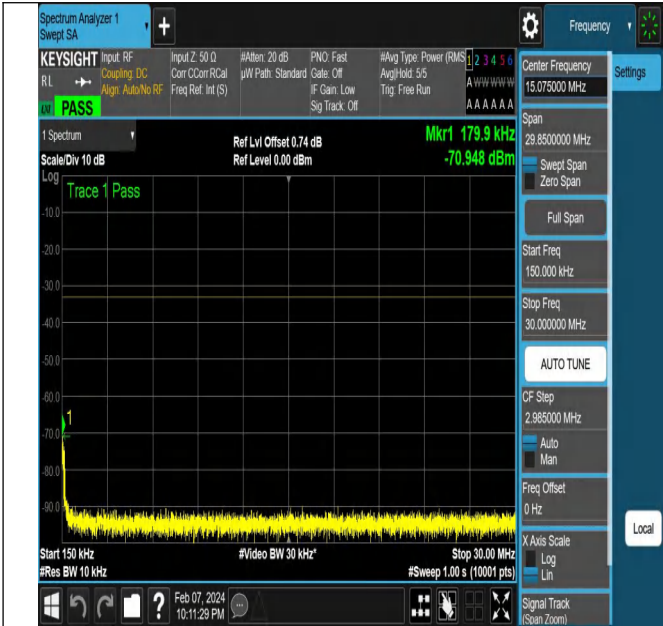 Spectrum Analyzer 1
Swept SA
Frequency
KEYSIGHT
RL
PASS
Input: RF
Coupling: DC
Align: Auto/No RF
Input Z: 50 Ω
Corr CCorr RCal
Freq Ref: Int (S)
#Atten: 20 dB
µW Path: Standard
PNO: Fast
Gate: Off
IF Gain: Low
Sig Track: Off
#Avg Type: Power (RMS
Avg|Hold: 5/5
Trig: Free Run
1 2 3 4 5 6
A W W W W W
A A A A A A
1 Spectrum
Scale/Div 10 dB
Ref Lvl Offset 0.74 dB
Ref Level 0.00 dBm
Mkr1 179.9 kHz
-70.948 dBm
Log
Trace 1 Pass
-10.0
-20.0
-30.0
-40.0
-50.0
-60.0
1
-70.0
-80.0
-90.0
Start 150 kHz
#Video BW 30 kHz*
Stop 30.00 MHz
#Res BW 10 kHz
#Sweep 1.00 s (10001 pts)
?
Feb 07, 2024
10:11:29 PM
Center Frequency
15.075000 MHz
Settings
Span
29.8500000 MHz
Swept Span
Zero Span
Full Span
Start Freq
150.000 kHz
Stop Freq
30.000000 MHz
AUTO TUNE
CF Step
2.985000 MHz
Auto
Man
Freq Offset
0 Hz
Local
X Axis Scale
Log
Lin
Signal Track
(Span Zoom)